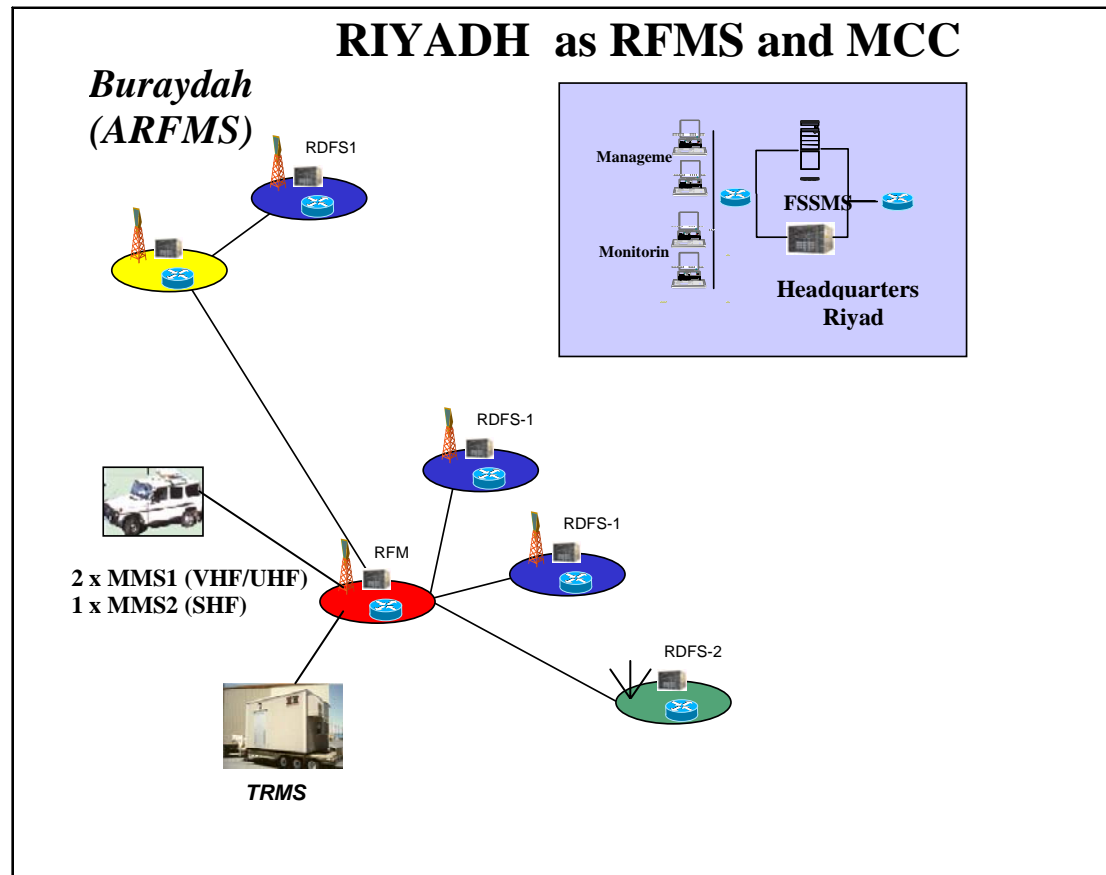 RIYADH as RFMS and MCC
Buraydah
(ARFMS)
RDFS1
Manageme
FSSMS
Monitorin
Headquarters
Riyad
RDFS-1
RDFS-1
RFM
2 x MMS1 (VHF/UHF)
1 x MMS2 (SHF)
RDFS-2
TRMS